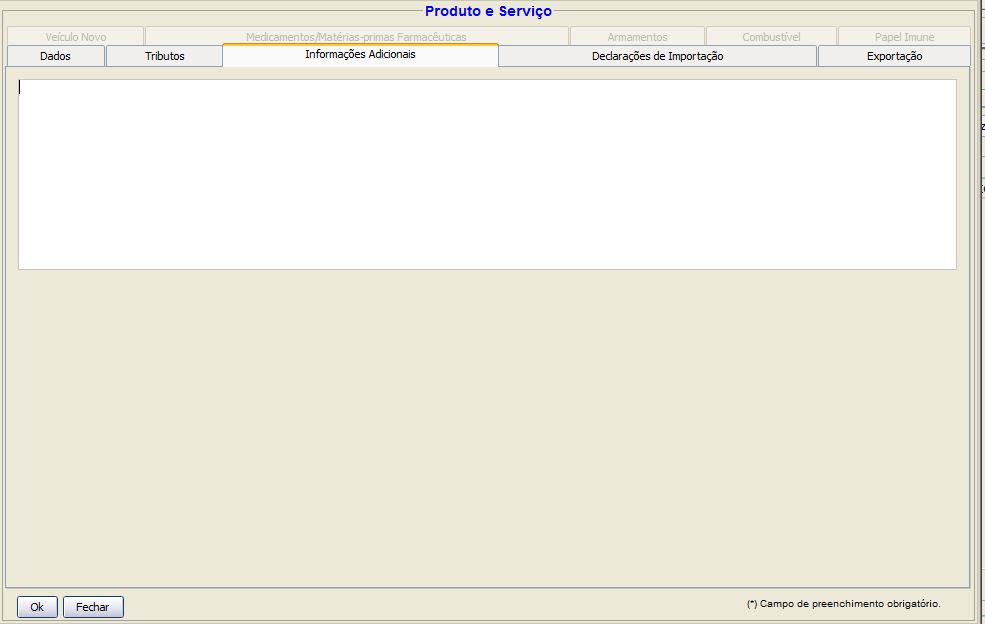 Produto e Serviço
Veículo Novo Medicamentos/Matérias-primas Farmacêuticas Armamentos Combustível Papel Imune
Dados Tributos Informações Adicionais Declarações de Importação Exportação
Ok Fechar (*) Campo de preenchimento obrigatório.